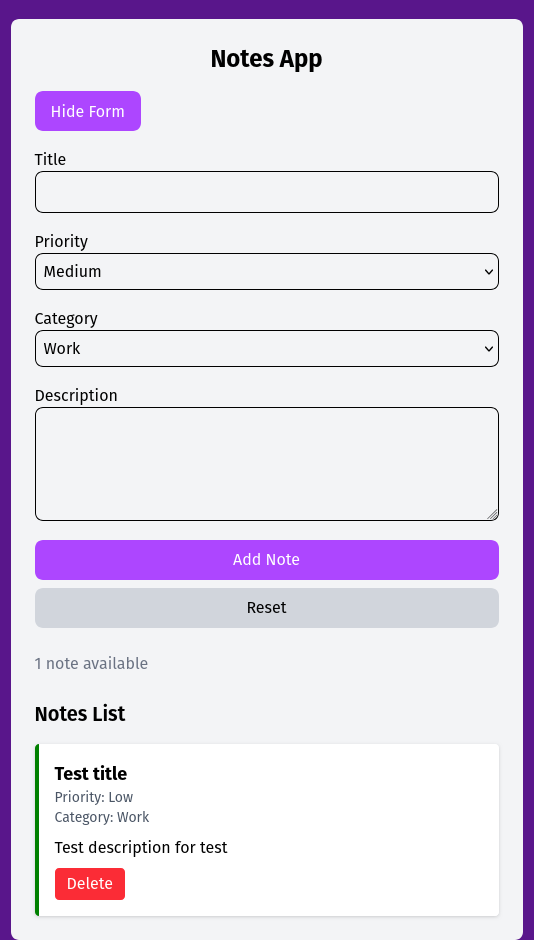 Notes App
Hide Form
Title
Priority
Medium
Category
Work
Description
Add Note
Reset
1 note available
Notes List
Test title
Priority: Low
Category: Work
Test description for test
Delete